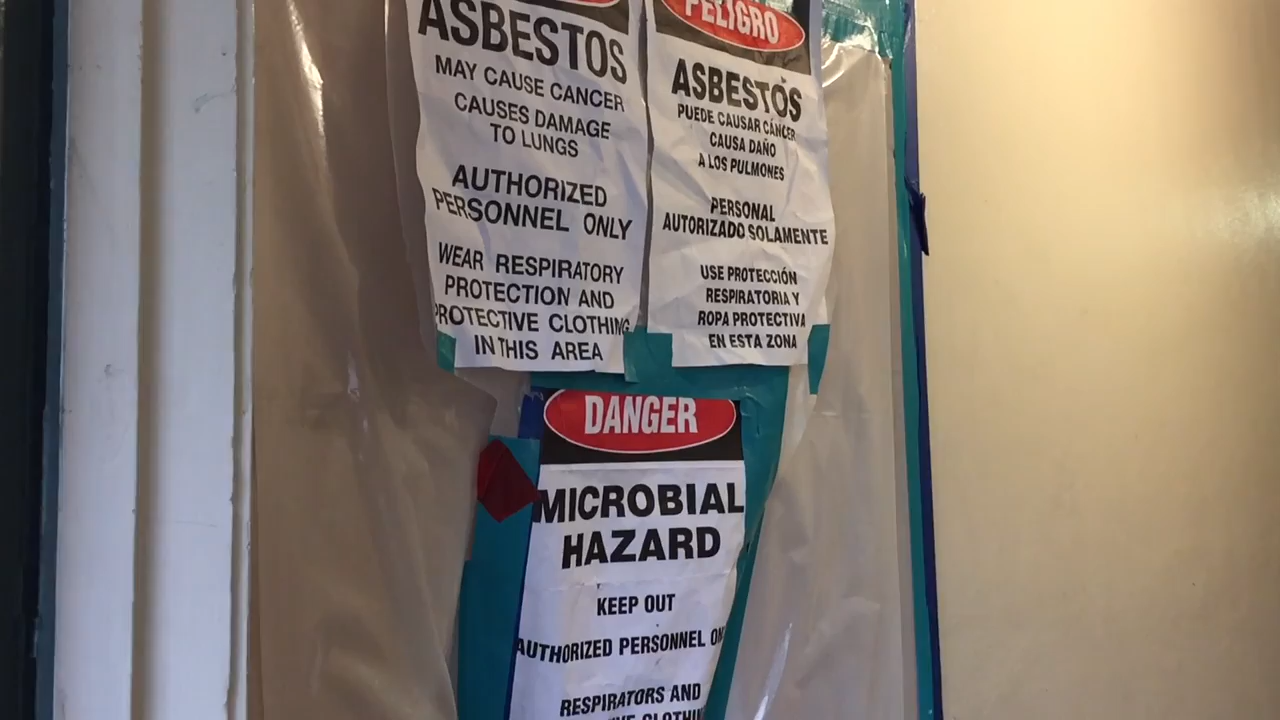 ASBESTOS
MAY CAUSE CANCER
CAUSES DAMAGE
TO LUNGS
AUTHORIZED
PERSONNEL ONLY
WEAR RESPIRATORY
PROTECTION AND
PROTECTIVE CLOTHING
IN THIS AREA
PELIGRO
ASBESTOS
PUEDE CAUSAR CÁNCER
CAUSA DAÑO
A LOS PULMONES
PERSONAL
AUTORIZADO SOLAMENTE
USE PROTECCIÓN
RESPIRATORIA Y
ROPA PROTECTIVA
EN ESTA ZONA
DANGER
MICROBIAL
HAZARD
KEEP OUT
AUTHORIZED PERSONNEL ON
RESPIRATORS AND